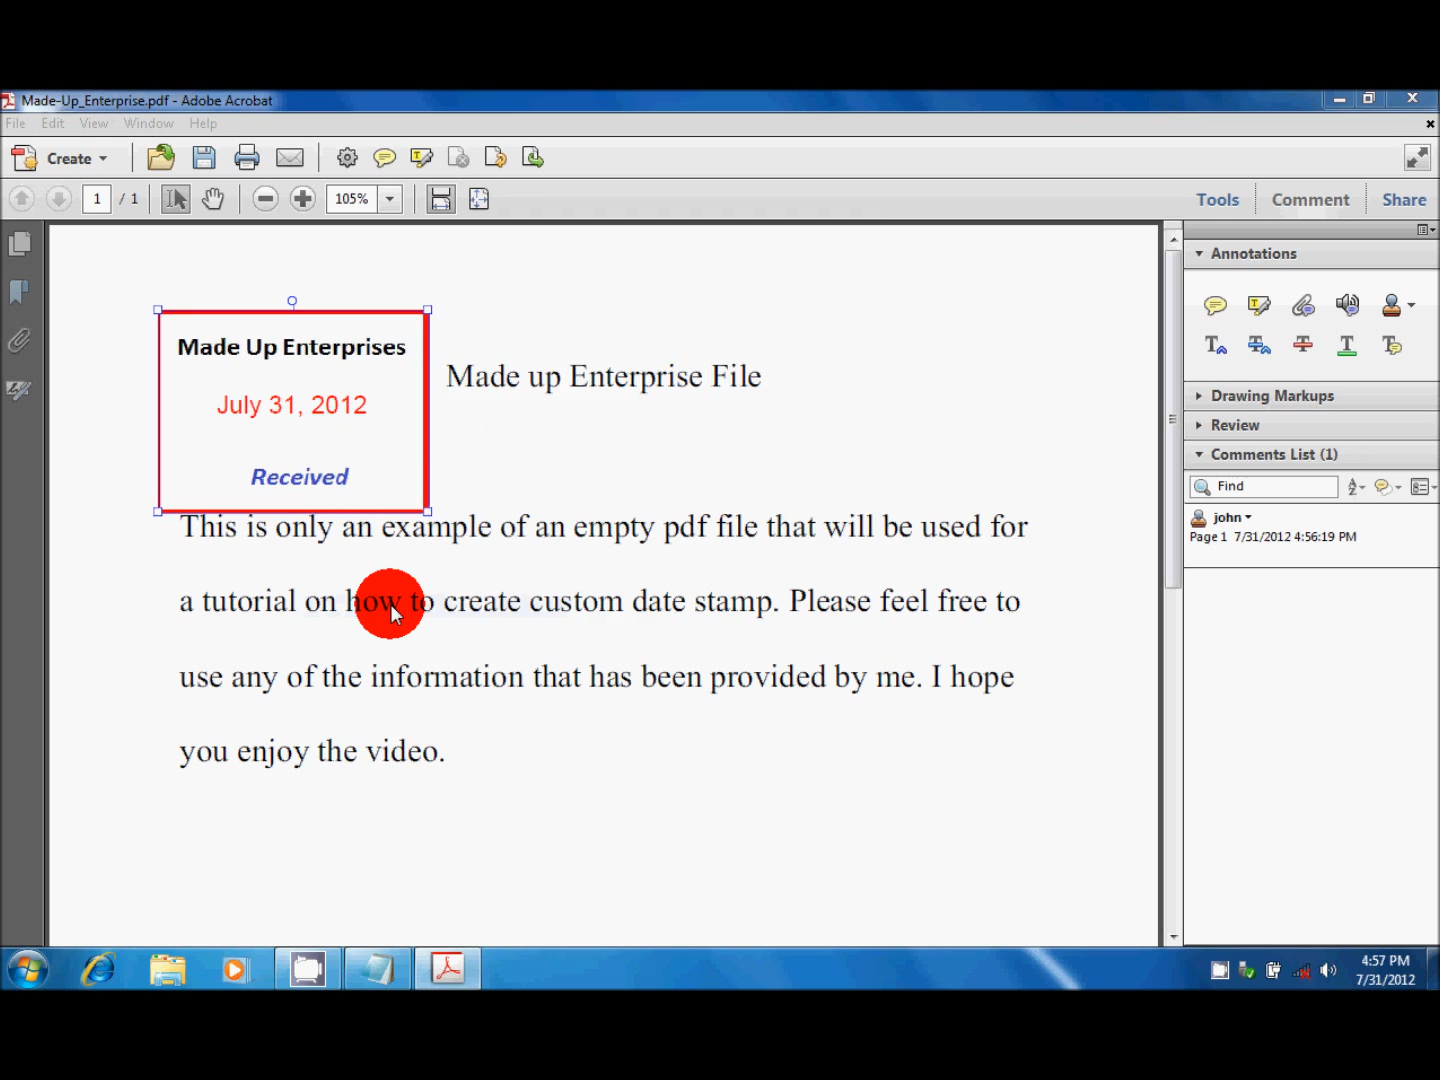 Made-Up_Enterprise.pdf - Adobe Acrobat
File Edit View Window Help
Create
1 / 1 105% Tools Comment Share
Annotations
Made Up Enterprises
July 31, 2012
Received
Made up Enterprise File
This is only an example of an empty pdf file that will be used for
a tutorial on how to create custom date stamp. Please feel free to
use any of the information that has been provided by me. I hope
you enjoy the video.
Drawing Markups
Review
Comments List (1)
Find
john
Page 1 7/31/2012 4:56:19 PM
4:57 PM
7/31/2012